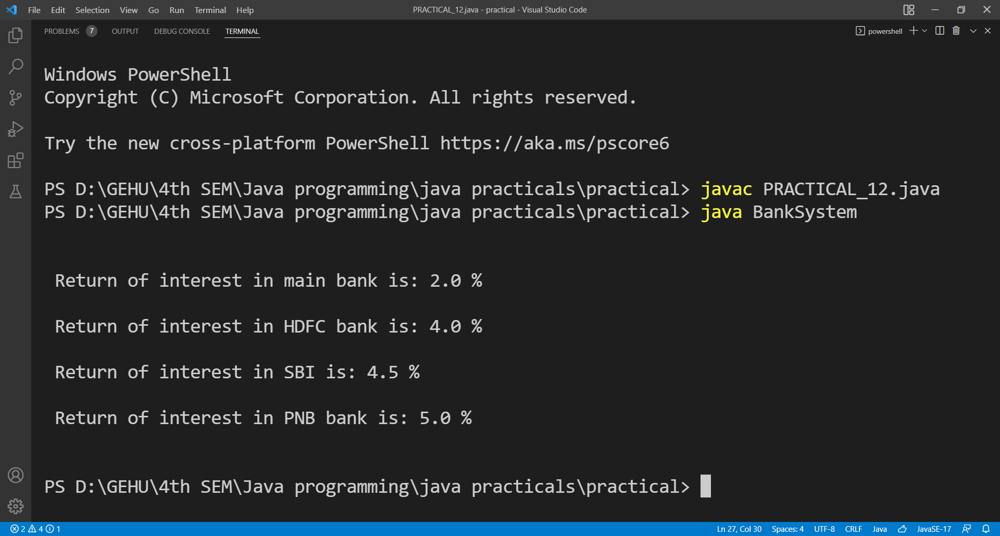 File Edit Selection View Go Run Terminal Help PRACTICAL_12.java - practical - Visual Studio Code
PROBLEMS 7 OUTPUT DEBUG CONSOLE TERMINAL powershell
Windows PowerShell
Copyright (C) Microsoft Corporation. All rights reserved.
Try the new cross-platform PowerShell https://aka.ms/pscore6
PS D:\GEHU\4th SEM\Java programming\java practicals\practical> javac PRACTICAL_12.java
PS D:\GEHU\4th SEM\Java programming\java practicals\practical> java BankSystem
Return of interest in main bank is: 2.0 %
Return of interest in HDFC bank is: 4.0 %
Return of interest in SBI is: 4.5 %
Return of interest in PNB bank is: 5.0 %
PS D:\GEHU\4th SEM\Java programming\java practicals\practical>
2 4 1 Ln 27, Col 30 Spaces: 4 UTF-8 CRLF Java JavaSE-17